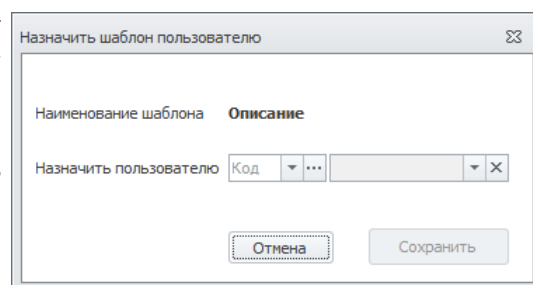 Назначить шаблон пользователю
Наименование шаблона Описание
Назначить пользователю Код
Отмена Сохранить